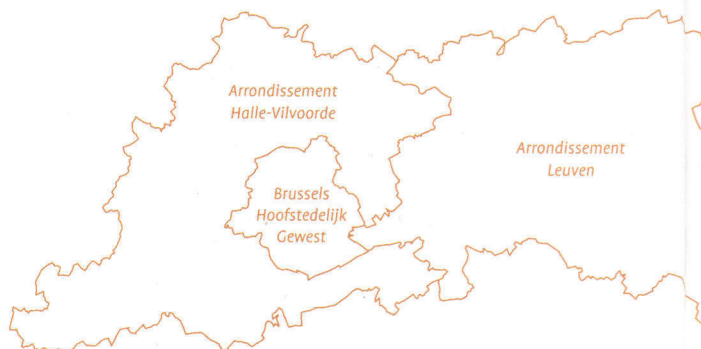 Arrondissement
Halle-Vilvoorde
Arrondissement
Leuven
Brussels
Hoofstedelijk
Gewest